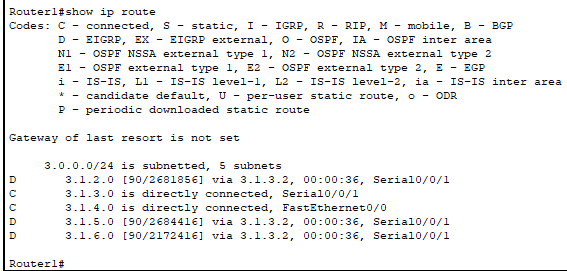 Router1#show ip route
Codes: C - connected, S - static, I - IGRP, R - RIP, M - mobile, B - BGP
       D - EIGRP, EX - EIGRP external, O - OSPF, IA - OSPF inter area
       N1 - OSPF NSSA external type 1, N2 - OSPF NSSA external type 2
       E1 - OSPF external type 1, E2 - OSPF external type 2, E - EGP
       i - IS-IS, L1 - IS-IS level-1, L2 - IS-IS level-2, ia - IS-IS inter area
       * - candidate default, U - per-user static route, o - ODR
       P - periodic downloaded static route
Gateway of last resort is not set
     3.0.0.0/24 is subnetted, 5 subnets
D       3.1.2.0 [90/2681856] via 3.1.3.2, 00:00:36, Serial0/0/1
C       3.1.3.0 is directly connected, Serial0/0/1
C       3.1.4.0 is directly connected, FastEthernet0/0
D       3.1.5.0 [90/2684416] via 3.1.3.2, 00:00:36, Serial0/0/1
D       3.1.6.0 [90/2172416] via 3.1.3.2, 00:00:36, Serial0/0/1
Router1#